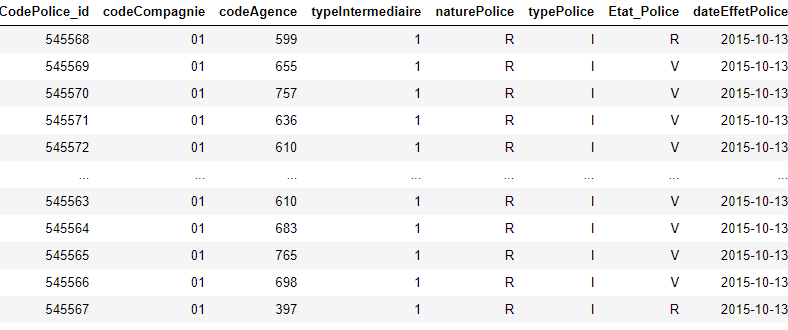 CodePolice_id codeCompagnie codeAgence typeIntermediaire naturePolice typePolice Etat_Police dateEffetPolice
545568 01 599 1 R I R 2015-10-13
545569 01 655 1 R I V 2015-10-13
545570 01 757 1 R I V 2015-10-13
545571 01 636 1 R I V 2015-10-13
545572 01 610 1 R I V 2015-10-13
... ... ... ... ... ... ... ...
545563 01 610 1 R I V 2015-10-13
545564 01 683 1 R I V 2015-10-13
545565 01 765 1 R I V 2015-10-13
545566 01 698 1 R I V 2015-10-13
545567 01 397 1 R I R 2015-10-13